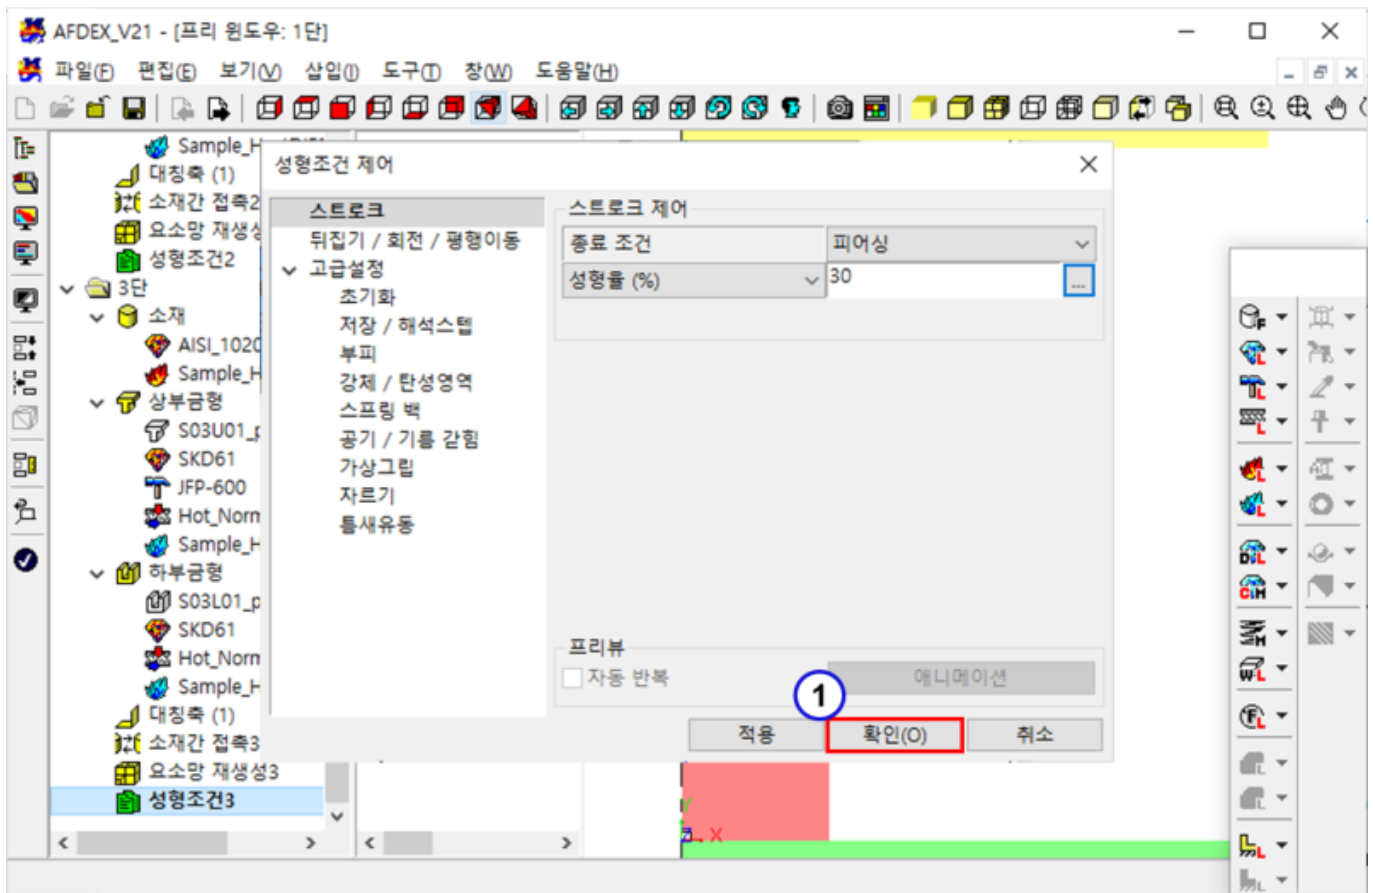 AFDEX_V21 - [프리 윈도우: 1단]
파일(F) 편집(E) 보기(V) 삽입(I) 도구(T) 창(W) 도움말(H)
Sample_H
대칭축 (1)
소재간 접촉2
요소망 재생성
성형조건2
3단
소재
AISI_1020
Sample_H
상부금형
S03U01_p
SKD61
JFP-600
Hot_Norm
Sample_H
하부금형
S03L01_p
SKD61
Hot_Norm
Sample_H
대칭축 (1)
소재간 접촉3
요소망 재생성3
성형조건3
성형조건 제어
스트로크
뒤집기 / 회전 / 평행이동
고급설정
초기화
저장 / 해석스텝
부피
강체 / 탄성영역
스프링 백
공기 / 기름 갇힘
가상그립
자르기
틈새유동
스트로크 제어
종료 조건 피어싱
성형율 (%) 30 ...
프리뷰
자동 반복 애니메이션
1
적용 확인(O) 취소
Y
Z X